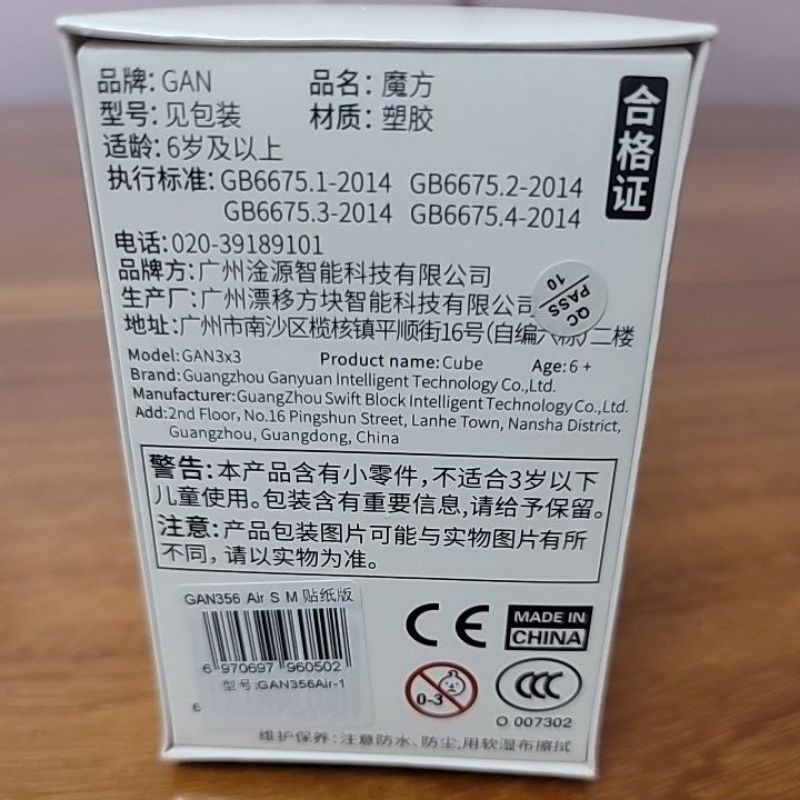 品牌: GAN 品名: 魔方
型号: 见包装 材质: 塑胶
适龄: 6岁及以上
执行标准: GB6675.1-2014 GB6675.2-2014
GB6675.3-2014 GB6675.4-2014
合格证
电话: 020-39189101
品牌方: 广州淦源智能科技有限公司
生产厂: 广州漂移方块智能科技有限公司
QC
PASS
10
地址: 广州市南沙区榄核镇平顺街16号(自编六栋)二楼
Model: GAN3x3 Product name: Cube Age: 6 +
Brand: Guangzhou Ganyuan Intelligent Technology Co., Ltd.
Manufacturer: GuangZhou Swift Block Intelligent Technology Co., Ltd.
Add: 2nd Floor, No.16 Pingshun Street, Lanhe Town, Nansha District,
Guangzhou, Guangdong, China
警告: 本产品含有小零件,不适合3岁以下
儿童使用。包装含有重要信息,请给予保留。
注意: 产品包装图片可能与实物图片有所
不同, 请以实物为准。
GAN356 Air S M 贴纸版
6 970697 960502
型号:GAN356Air-1
6
CE
MADE IN
CHINA
0-3
CCC
O 007302
维护保养: 注意防水、防尘,用软湿布擦拭